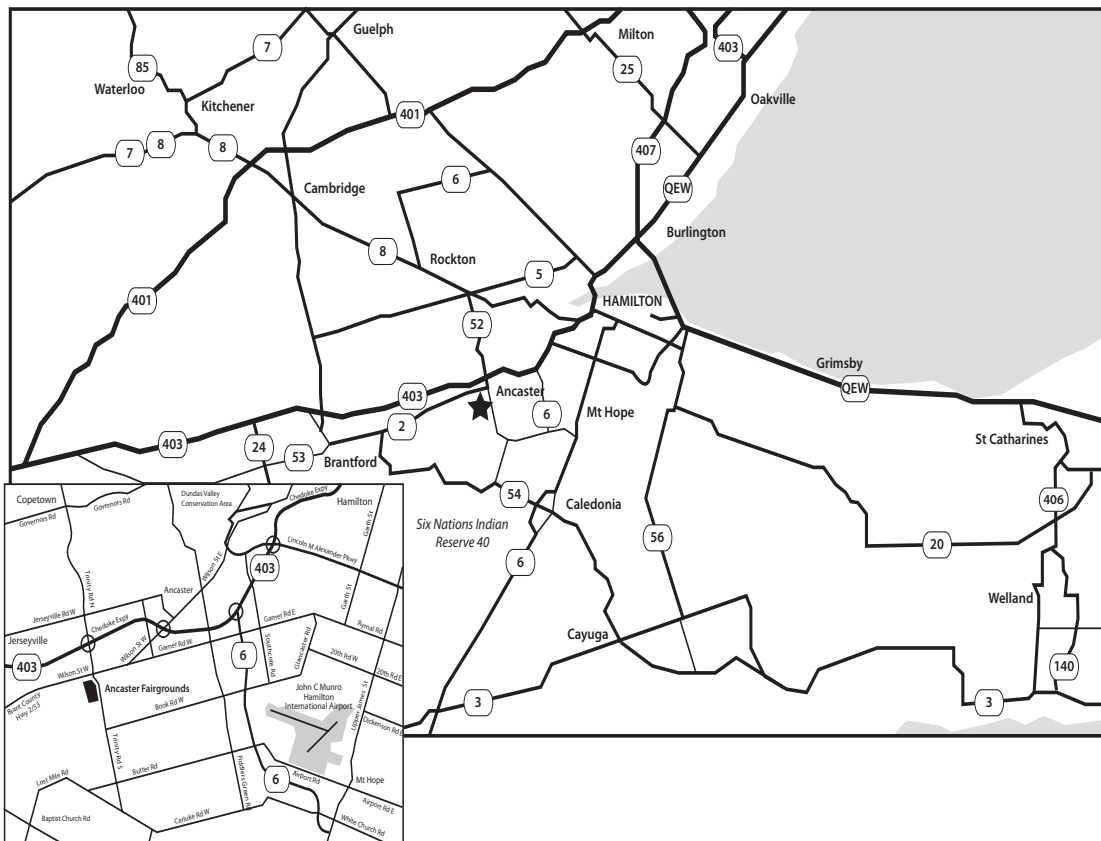 Guelph
Milton
7
403
85
25
Waterloo
Kitchener
Oakville
401
7
8
8
407
6
QEW
Cambridge
Burlington
8
Rockton
5
401
HAMILTON
52
Grimsby
403
QEW
Ancaster
6
Mt Hope
2
403
24
St Catharines
53
Brantford
54
406
Caledonia
Six Nations Indian
Reserve 40
56
20
6
Welland
Cayuga
140
3
3
Copetown
Dundas Valley
Conservation Area
Chedoke Expy
Hamilton
Governors Rd
Governors Rd
Garth St
Lincoln M Alexander Pkwy
Wilson St E
403
Trinity Rd N
Ancaster
Garth St
Jerseyville Rd W
Chedoke Expy
Garner Rd E
Rymal Rd
Jerseyville
Wilson St W
Garner Rd W
Southcote Rd
Glancaster Rd
20th Rd W
403
6
Wilson St W
20th Rd E
Brant County
Hwy 2/53
Ancaster Fairgrounds
John C Munro
Hamilton
International Airport
Upper James St
Book Rd W
Dickenson Rd E
Trinity Rd S
Fiddlers Green Rd
Butter Rd
Lost Mile Rd
6
Airport Rd
Mt Hope
Airport Rd E
Baptist Church Rd
Carluke Rd W
White Church Rd